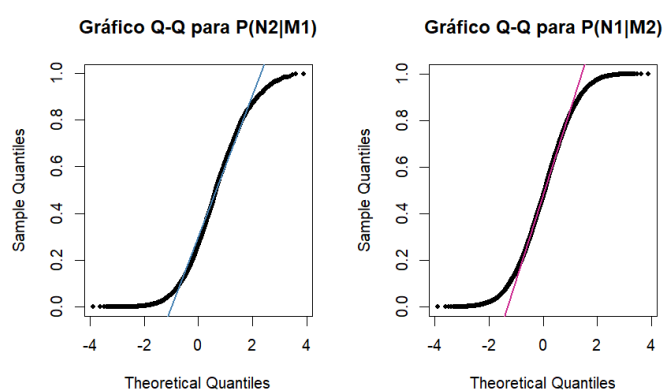 Gráfico Q-Q para P(N2|M1)
Sample Quantiles
1.0
0.8
0.6
0.4
0.2
0.0
-4 -2 0 2 4
Theoretical Quantiles
Gráfico Q-Q para P(N1|M2)
Sample Quantiles
1.0
0.8
0.6
0.4
0.2
0.0
-4 -2 0 2 4
Theoretical Quantiles